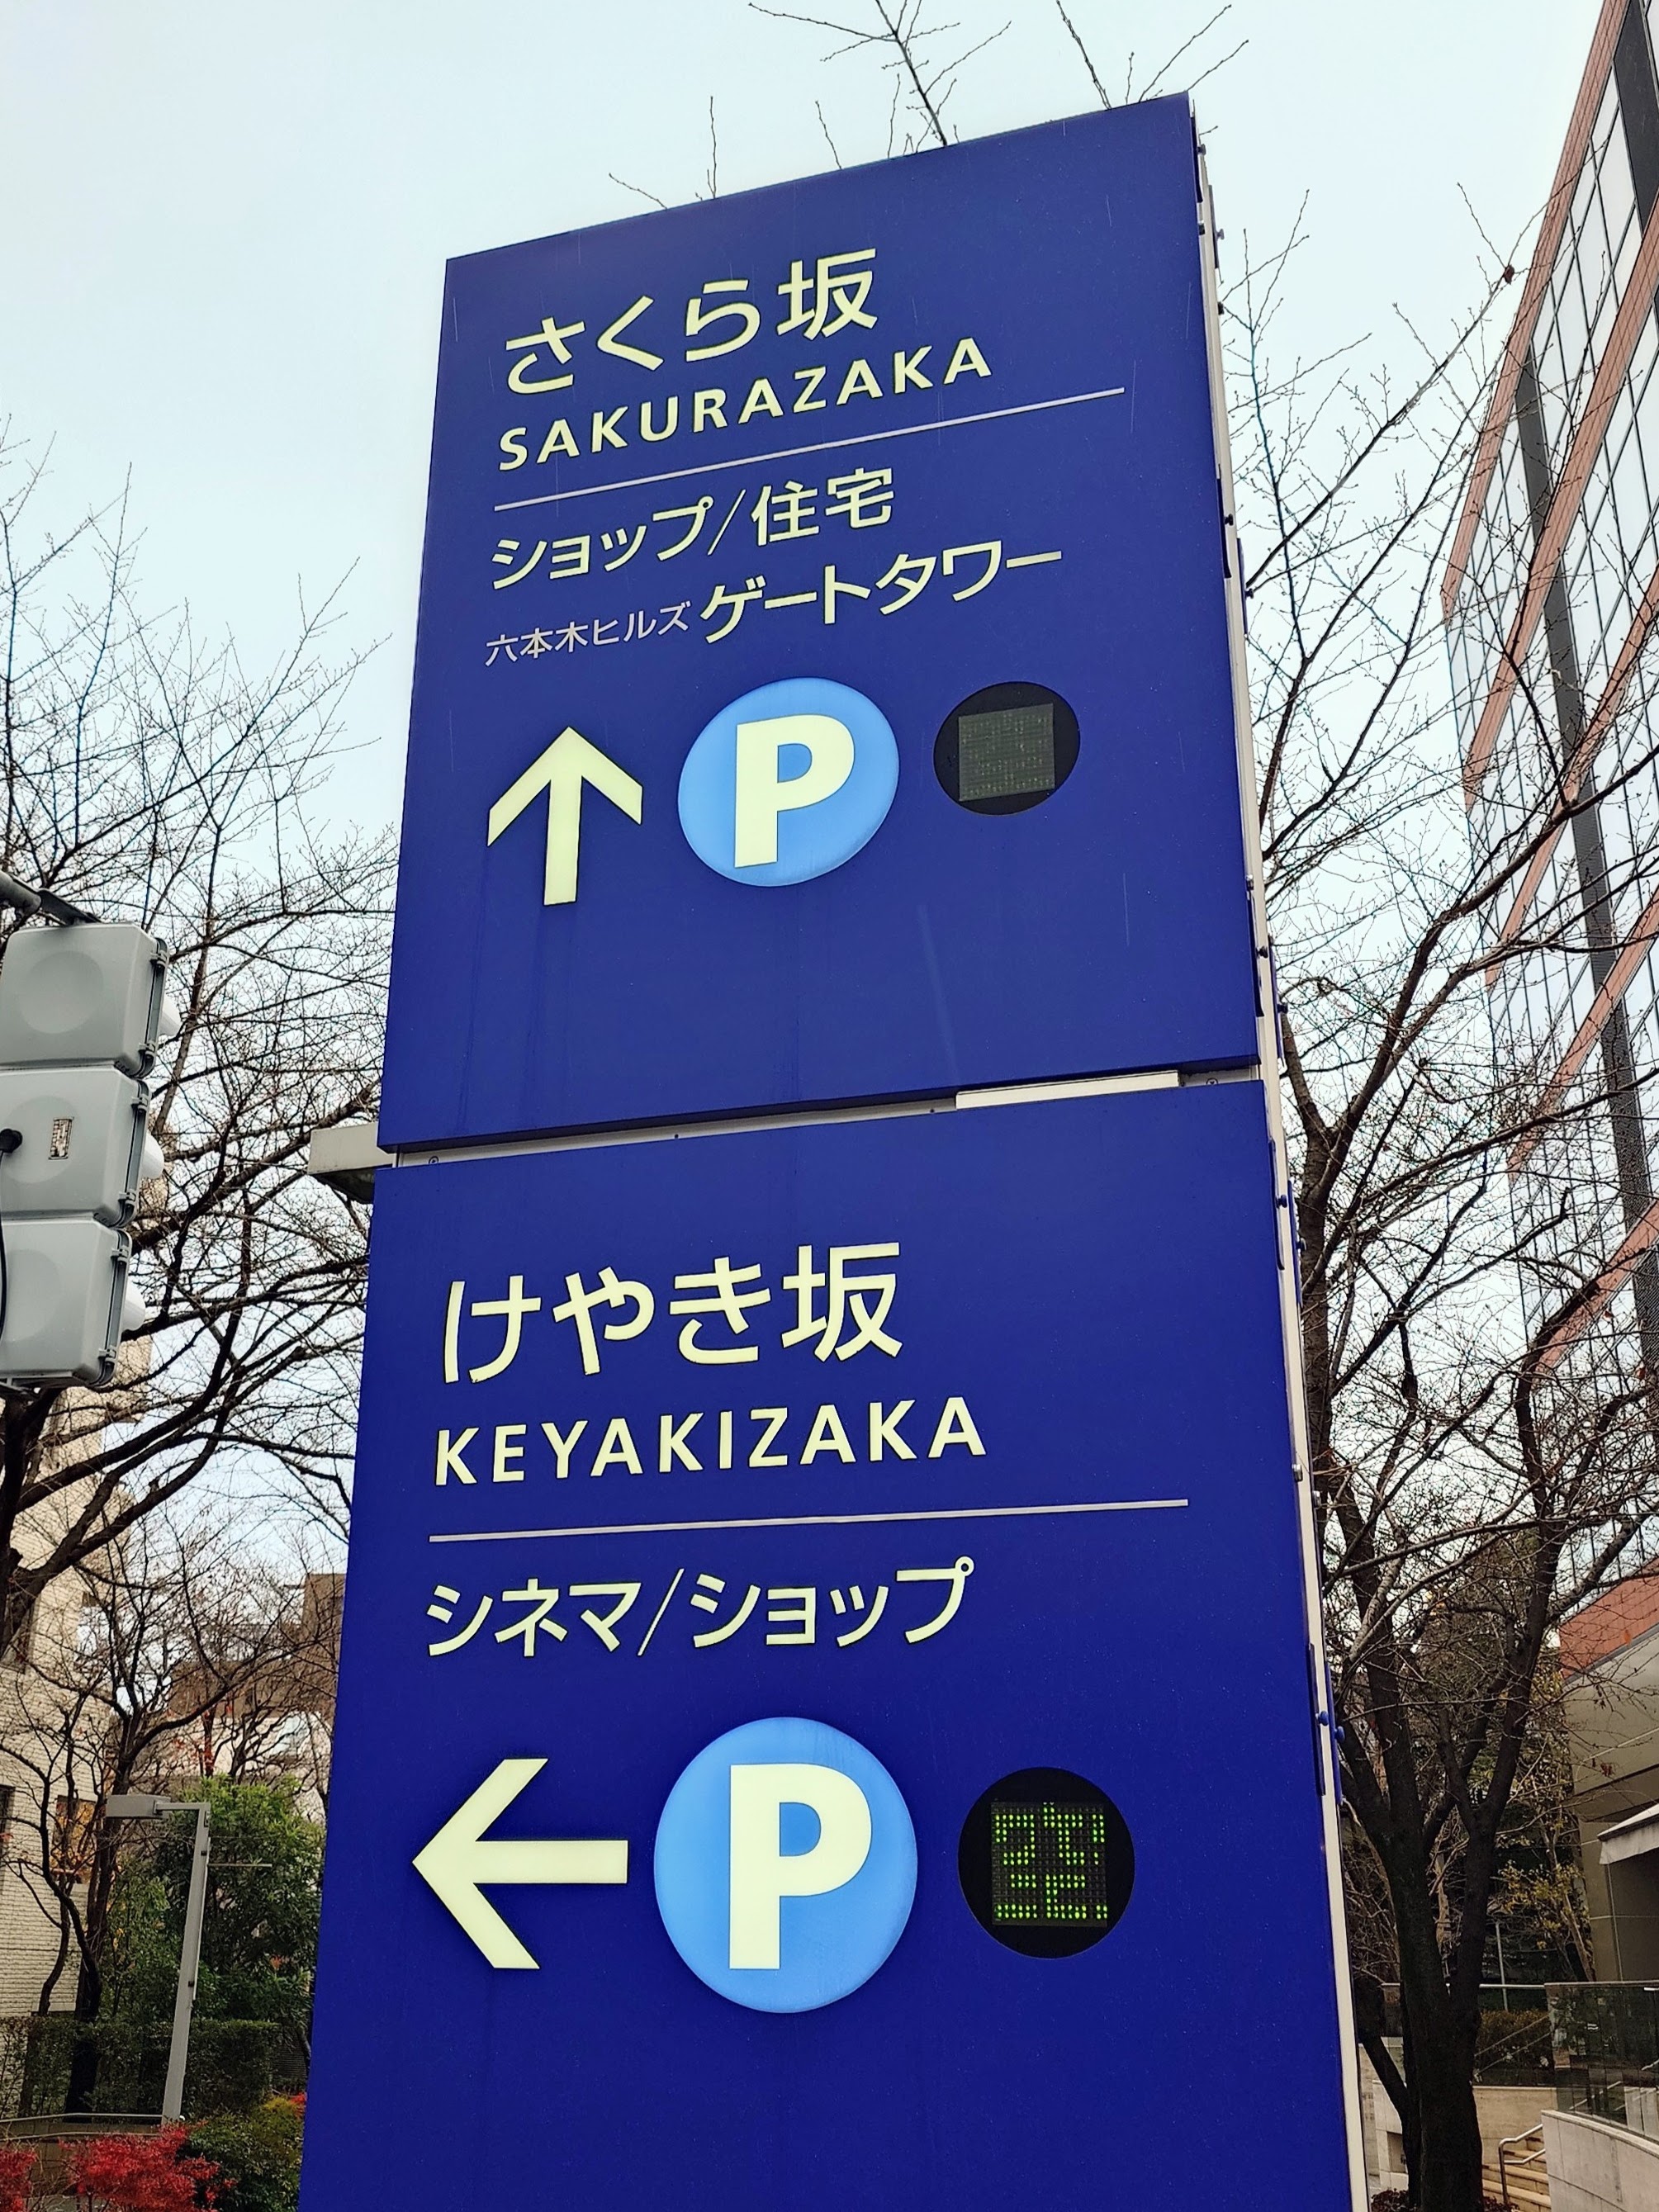 さくら坂
SAKURAZAKA
ショップ/住宅
六本木ヒルズ ゲートタワー
↑ P
けやき坂
KEYAKIZAKA
シネマ/ショップ
← P 空